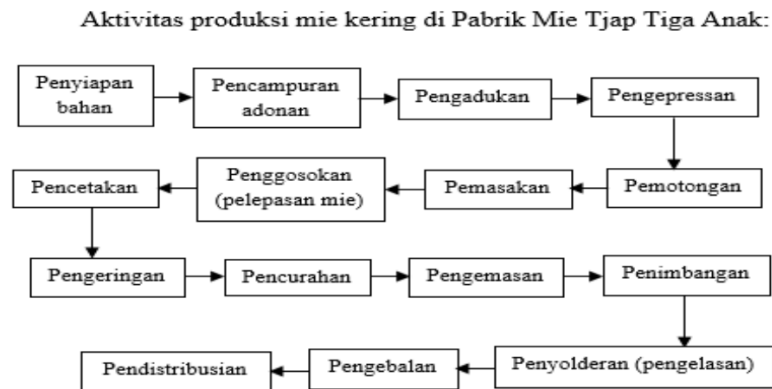 Aktivitas produksi mie kering di Pabrik Mie Tjap Tiga Anak:
Penyiapan
bahan
Pencampuran
adonan
Pengadukan
Pengepressan
Pemotongan
Pemasakan
Penggosokan
(pelepasan mie)
Pencetakan
Pengeringan
Pencurahan
Pengemasan
Penimbangan
Penyolderan (pengelasan)
Pengebalan
Pendistribusian